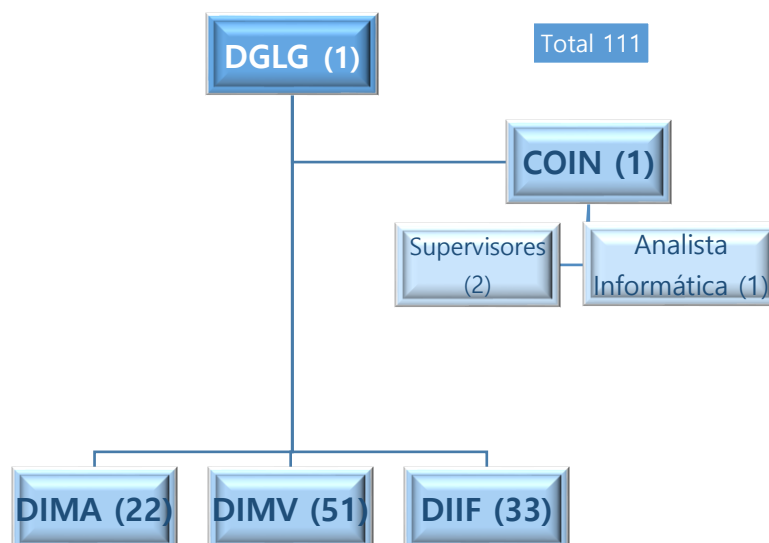 DGLG (1)
Total 111
COIN (1)
Supervisores
(2)
Analista
Informática (1)
DIMA (22)
DIMV (51)
DIIF (33)